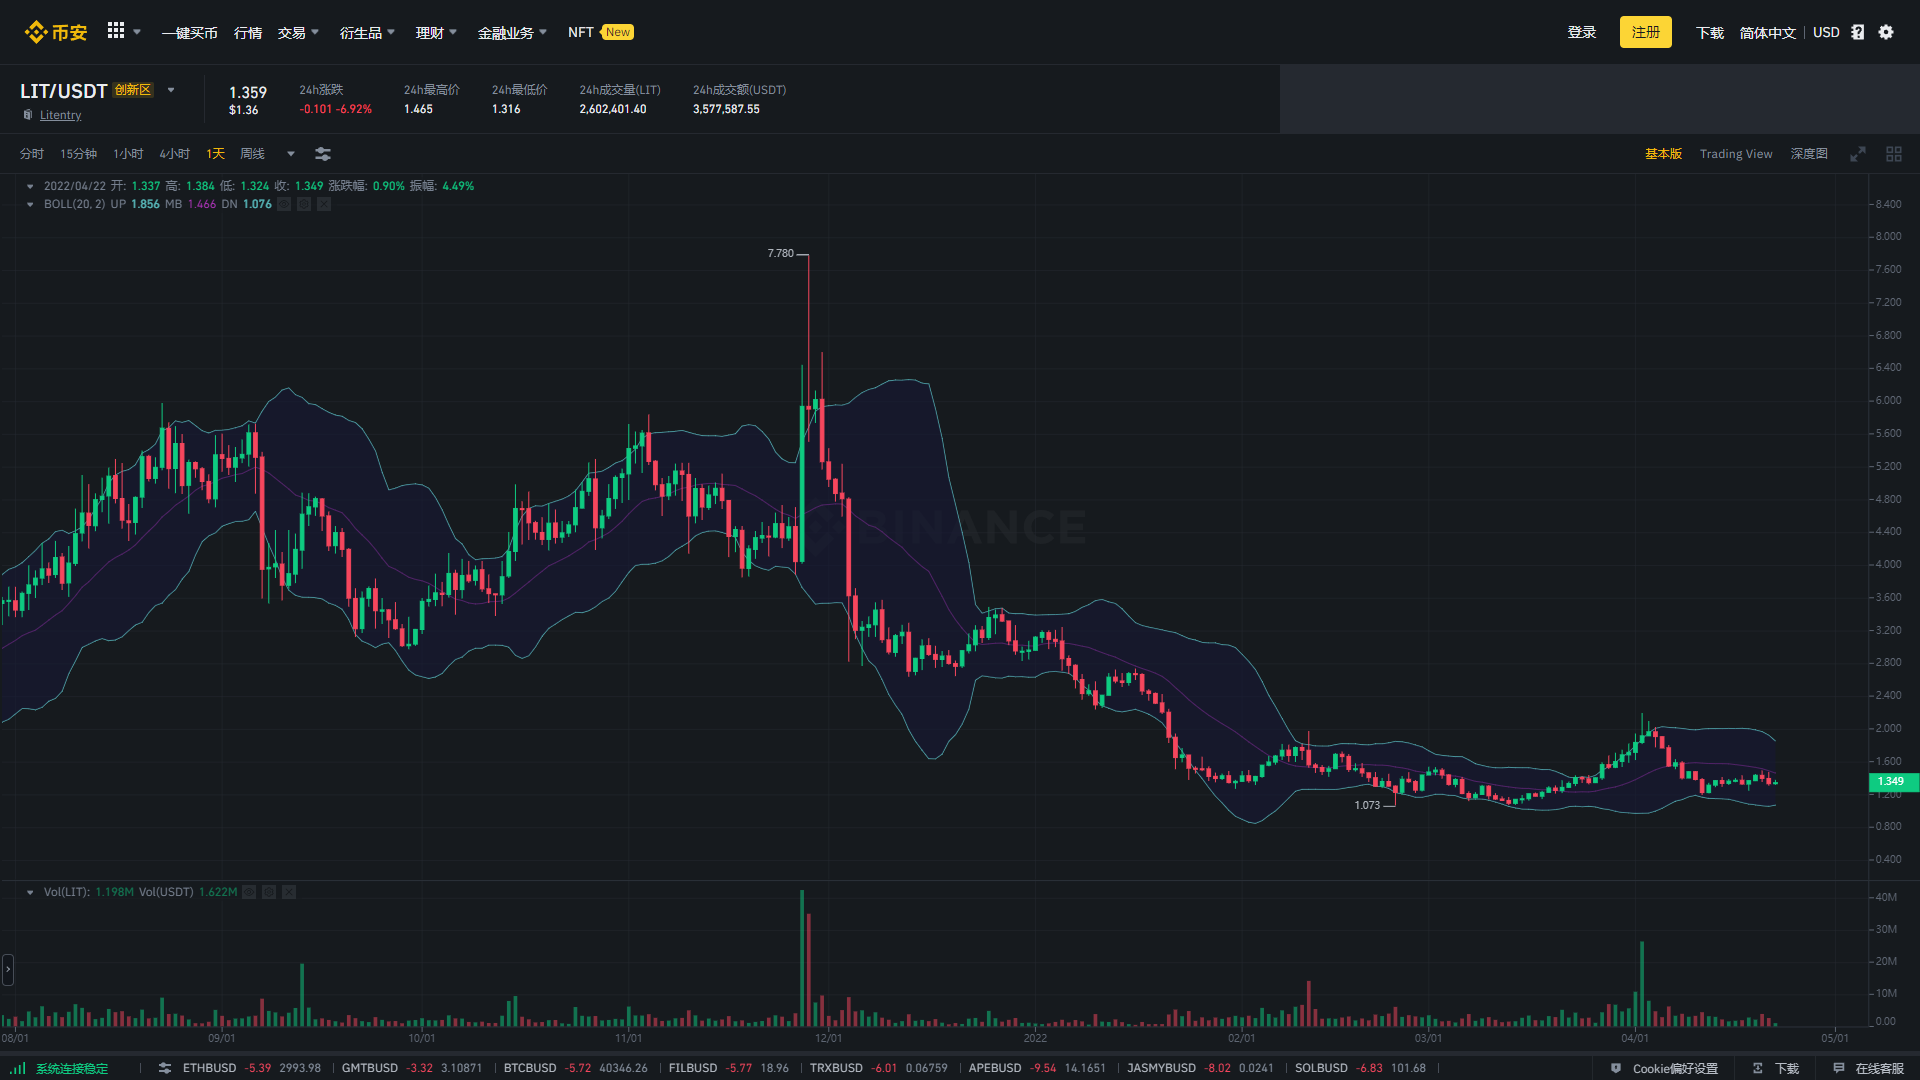 币安 一键买币 行情 交易 衍生品 理财 金融业务 NFT New 登录 注册 下载 简体中文 USD
LIT/USDT 创新区
Litentry
1.359
$1.36
24h涨跌
-0.101 -6.92%
24h最高价
1.465
24h最低价
1.316
24h成交量(LIT)
2,602,401.40
24h成交额(USDT)
3,577,587.55
分时 15分钟 1小时 4小时 1天 周线 基本版 Trading View 深度图
2022/04/22 开: 1.337 高: 1.384 低: 1.324 收: 1.349 涨跌幅: 0.90% 振幅: 4.49%
BOLL(20, 2) UP 1.856 MB 1.466 DN 1.076
7.780
1.073
BINANCE
8.400
8.000
7.600
7.200
6.800
6.400
6.000
5.600
5.200
4.800
4.400
4.000
3.600
3.200
2.800
2.400
2.000
1.600
1.349
1.200
0.800
0.400
Vol(LIT): 1.198M Vol(USDT) 1.622M
40M
30M
20M
10M
0.00
08/01 09/01 10/01 11/01 12/01 2022 02/01 03/01 04/01 05/01
系统连接稳定 ETHBUSD -5.39 2993.98 GMTBUSD -3.32 3.10871 BTCBUSD -5.72 40346.26 FILBUSD -5.77 18.96 TRXBUSD -6.01 0.06759 APEBUSD -9.54 14.1651 JASMYBUSD -8.02 0.0241 SOLBUSD -6.83 101.68 Cookie偏好设置 下载 在线客服